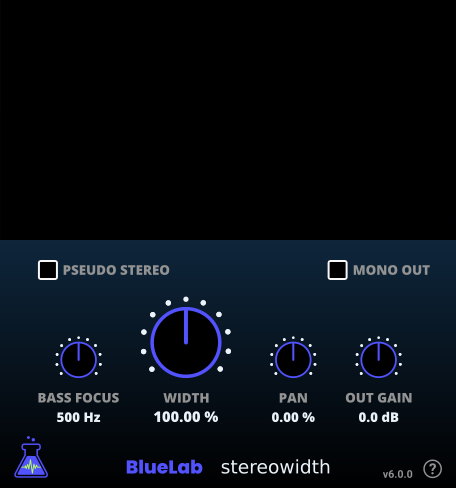 PSEUDO STEREO MONO OUT
BASS FOCUS WIDTH PAN OUT GAIN
500 Hz 100.00 % 0.00 % 0.0 dB
BlueLab stereowidth v6.0.0 ?